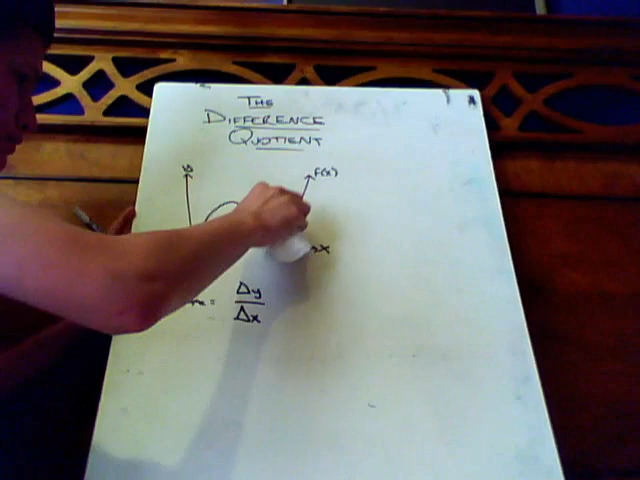 THE
DIFFERENCE
QUOTIENT
y
f(x)
x
m = Δy/Δx